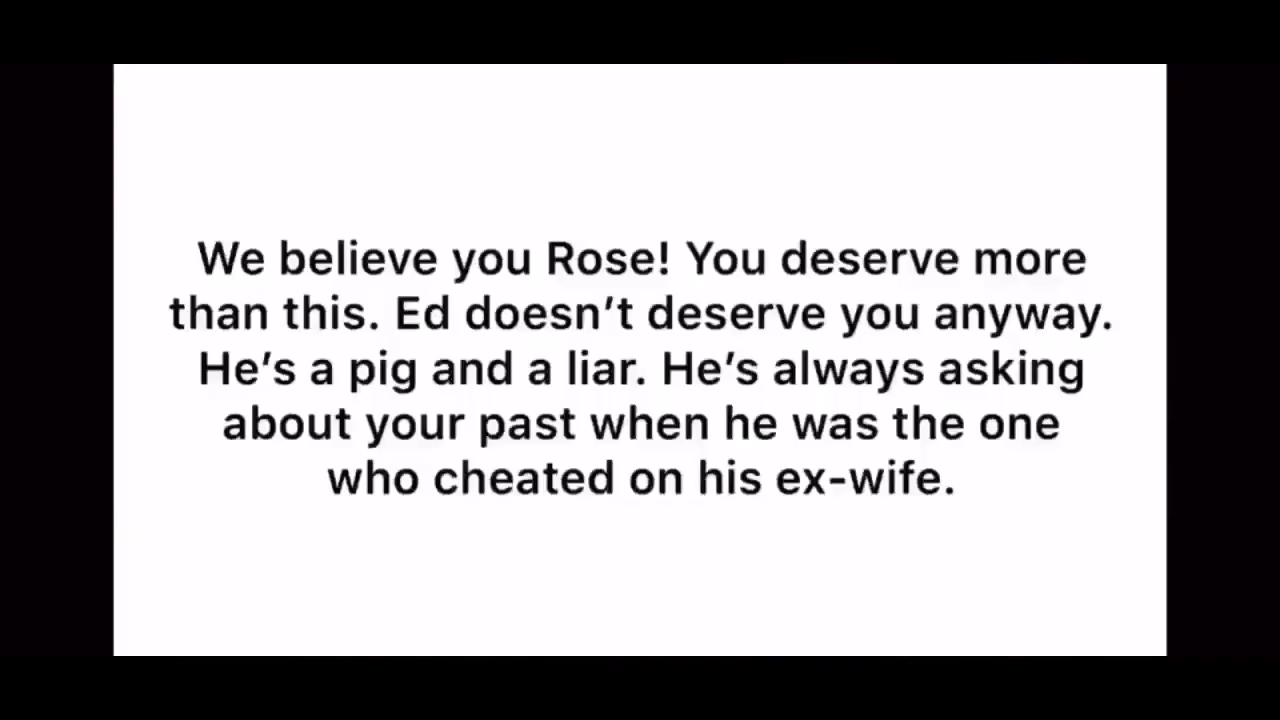 We believe you Rose! You deserve more
than this. Ed doesn’t deserve you anyway.
He’s a pig and a liar. He’s always asking
about your past when he was the one
who cheated on his ex-wife.